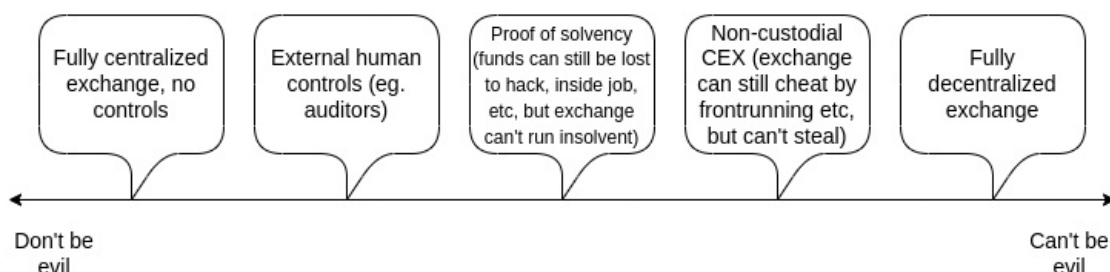 Fully centralized
exchange, no
controls
External human
controls (eg.
auditors)
Proof of solvency
(funds can still be lost
to hack, inside job,
etc, but exchange
can't run insolvent)
Non-custodial
CEX (exchange
can still cheat by
frontrunning etc,
but can't steal)
Fully
decentralized
exchange
Don't be
evil
Can't be
evil